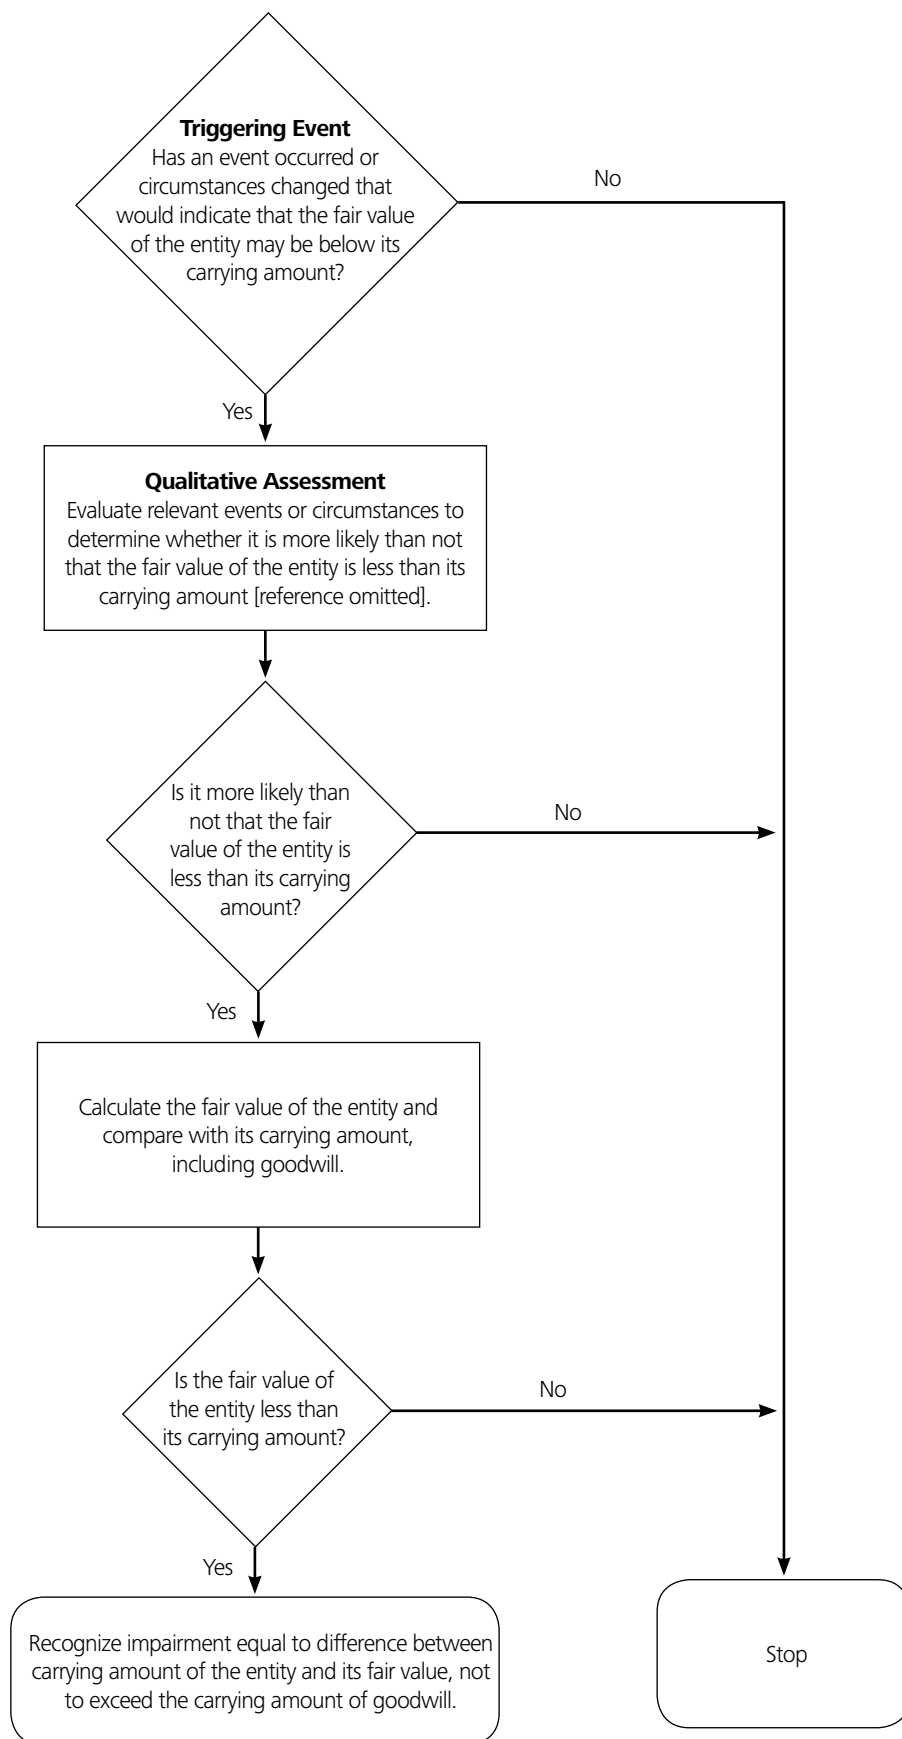 Triggering Event
Has an event occurred or
circumstances changed that
would indicate that the fair value
of the entity may be below its
carrying amount?
No
Yes
Qualitative Assessment
Evaluate relevant events or circumstances to
determine whether it is more likely than not
that the fair value of the entity is less than its
carrying amount [reference omitted].
Is it more likely than
not that the fair
value of the entity is
less than its carrying
amount?
No
Yes
Calculate the fair value of the entity and
compare with its carrying amount,
including goodwill.
Is the fair value of
the entity less than
its carrying amount?
No
Yes
Recognize impairment equal to difference between
carrying amount of the entity and its fair value, not
to exceed the carrying amount of goodwill.
Stop